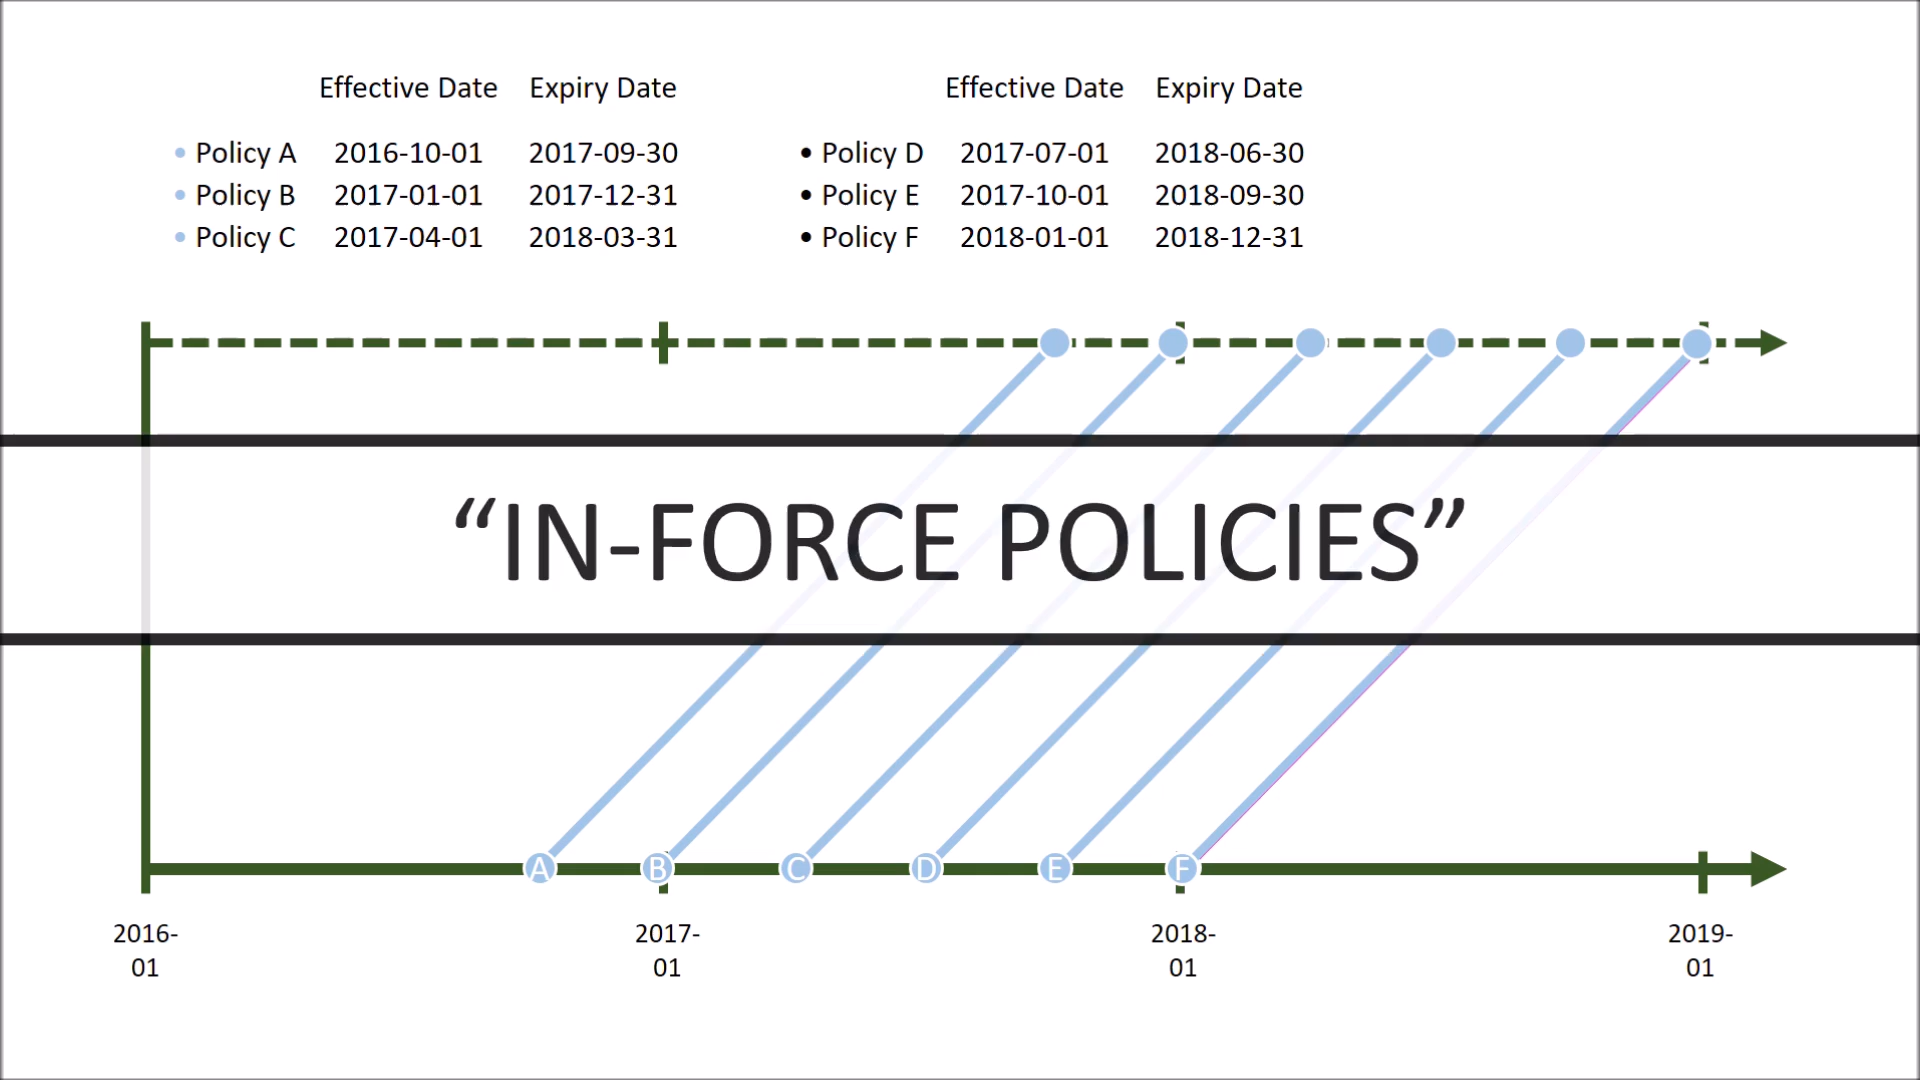 Effective Date Expiry Date
• Policy A 2016-10-01 2017-09-30
• Policy B 2017-01-01 2017-12-31
• Policy C 2017-04-01 2018-03-31
Effective Date Expiry Date
• Policy D 2017-07-01 2018-06-30
• Policy E 2017-10-01 2018-09-30
• Policy F 2018-01-01 2018-12-31
“IN-FORCE POLICIES”
A B C D E F
2016-
01
2017-
01
2018-
01
2019-
01